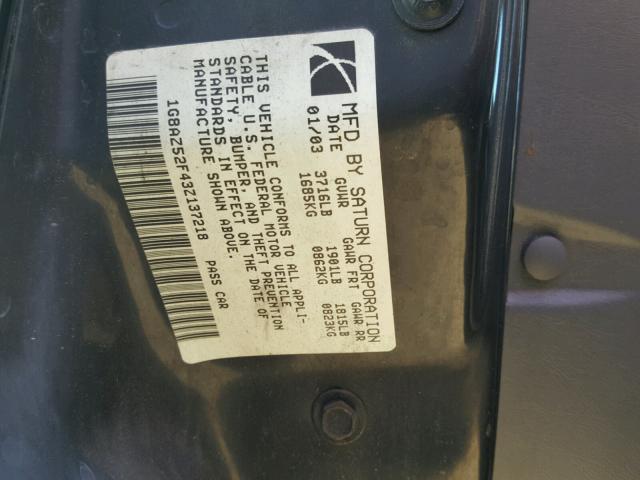 MFD BY SATURN CORPORATION
DATE GVWR GAWR FRT GAWR RR
01/03 3716LB 1901LB 1815LB
1685KG 0862KG 0823KG
THIS VEHICLE CONFORMS TO ALL APPLI-
CABLE U.S. FEDERAL MOTOR VEHICLE
SAFETY, BUMPER, AND THEFT PREVENTION
STANDARDS IN EFFECT ON THE DATE OF
MANUFACTURE SHOWN ABOVE.
1G8AZ52F43Z137218 PASS CAR